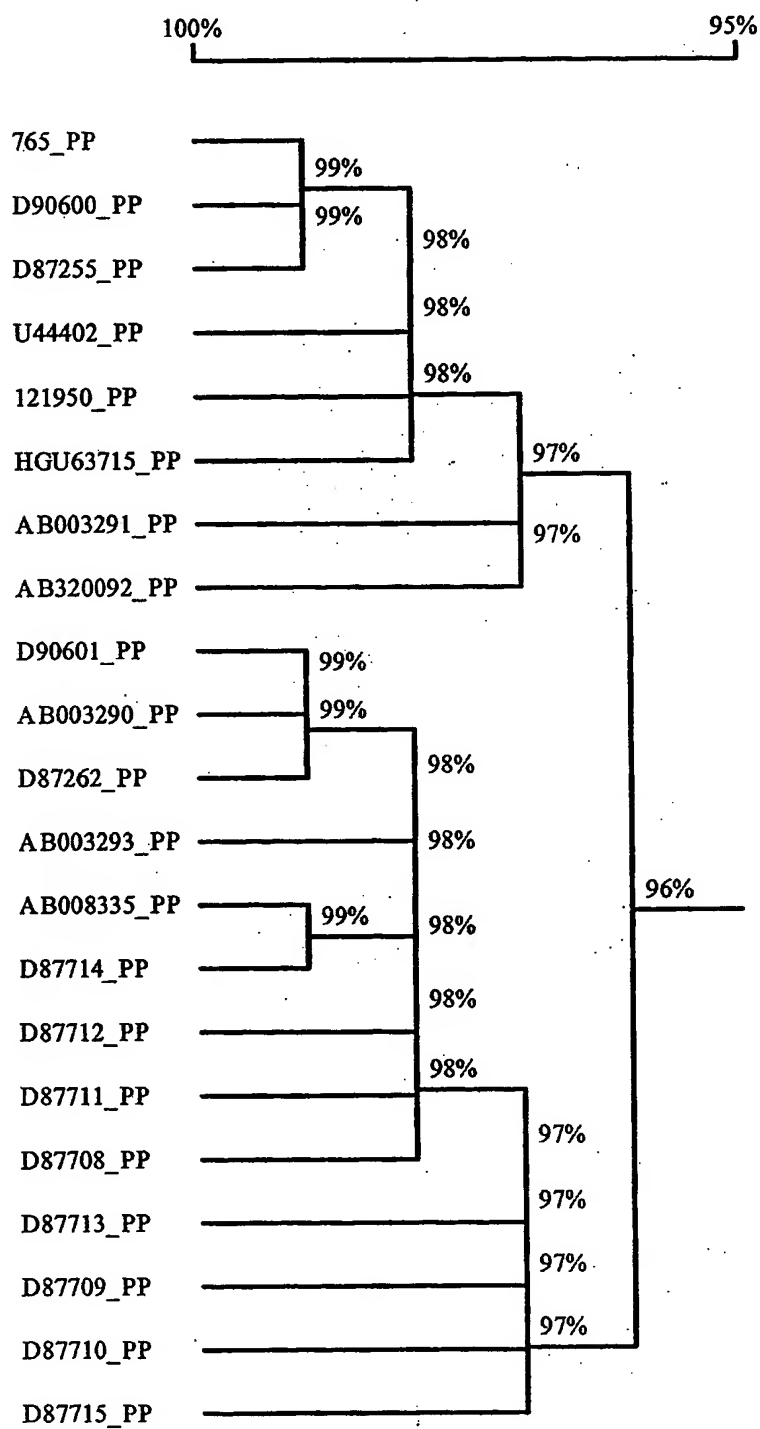 100% 95%
765_PP
99%
D90600_PP
99%
98%
D87255_PP
98%
U44402_PP
98%
121950_PP
97%
HGU63715_PP
AB003291_PP
97%
AB320092_PP
D90601_PP
99%
AB003290_PP
99%
98%
D87262_PP
AB003293_PP
98%
96%
AB008335_PP
99%
98%
D87714_PP
98%
D87712_PP
98%
D87711_PP
97%
D87708_PP
97%
D87713_PP
97%
D87709_PP
97%
D87710_PP
D87715_PP